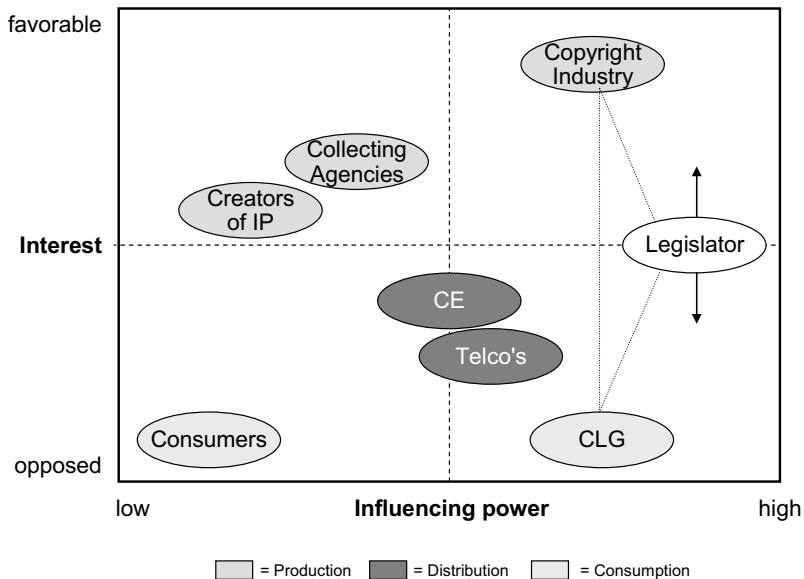 favorable
Copyright
Industry
Collecting
Agencies
Creators
of IP
Interest
Legislator
CE
Telco's
Consumers
CLG
opposed
low
Influencing power
high
= Production
= Distribution
= Consumption